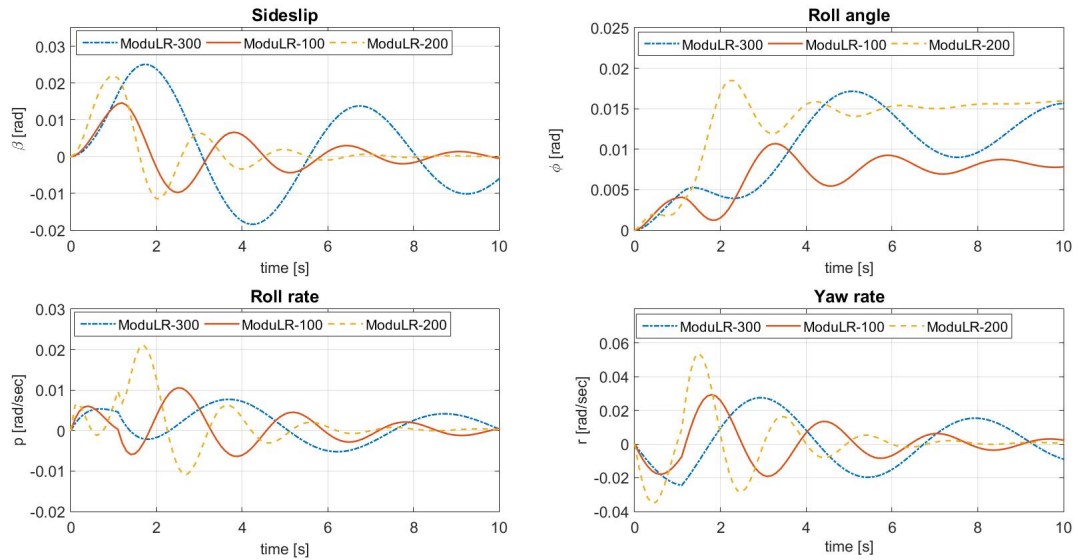 Sideslip
ModuLR-300 ModuLR-100 ModuLR-200
0.03
0.02
0.01
0
-0.01
-0.02
β [rad]
0 2 4 6 8 10
time [s]
Roll angle
ModuLR-300 ModuLR-100 ModuLR-200
0.025
0.02
0.015
0.01
0.005
0
ϕ [rad]
0 2 4 6 8 10
time [s]
Roll rate
ModuLR-300 ModuLR-100 ModuLR-200
0.03
0.02
0.01
0
-0.01
-0.02
p [rad/sec]
0 2 4 6 8 10
time [s]
Yaw rate
ModuLR-300 ModuLR-100 ModuLR-200
0.06
0.04
0.02
0
-0.02
-0.04
r [rad/sec]
0 2 4 6 8 10
time [s]